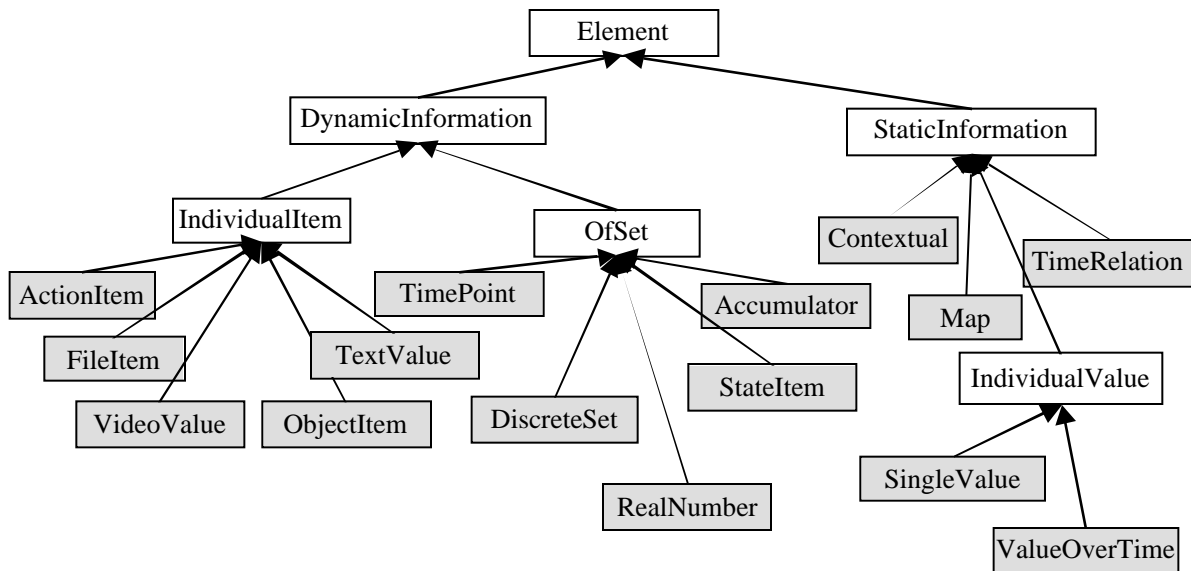 Element
DynamicInformation
StaticInformation
IndividualItem
OfSet
Contextual
TimeRelation
ActionItem
TimePoint
Accumulator
Map
FileItem
TextValue
StateItem
IndividualValue
VideoValue
ObjectItem
DiscreteSet
SingleValue
RealNumber
ValueOverTime